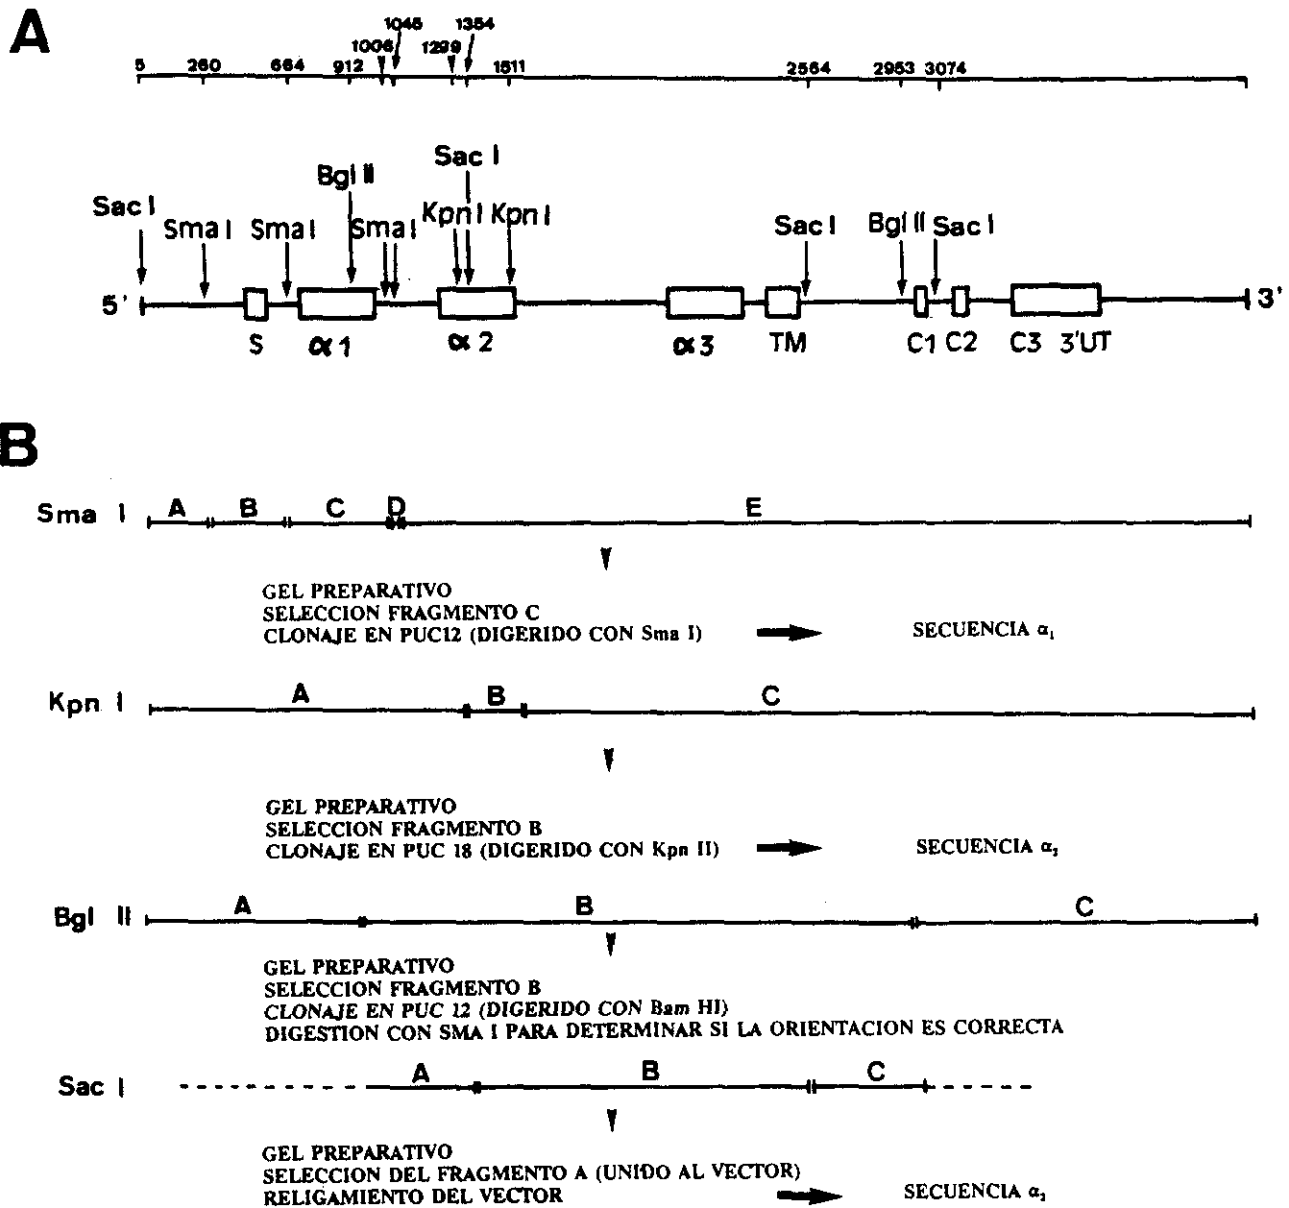 A
1045 1354
1006 1299
5 260 664 912 1511 2564 2953 3074
Sac I
Bgl II
Sac I Kpn I Kpn I
Sma I Sma I Sma I Sac I Bgl II Sac I
5' 3'
S α1 α2 α3 TM C1 C2 C3 3'UT
B
Sma I A B C D E
GEL PREPARATIVO
SELECCION FRAGMENTO C
CLONAJE EN PUC12 (DIGERIDO CON Sma I) SECUENCIA α₁
Kpn I A B C
GEL PREPARATIVO
SELECCION FRAGMENTO B
CLONAJE EN PUC 18 (DIGERIDO CON Kpn II) SECUENCIA α₂
Bgl II A B C
GEL PREPARATIVO
SELECCION FRAGMENTO B
CLONAJE EN PUC 12 (DIGERIDO CON Bam HI)
DIGESTION CON SMA I PARA DETERMINAR SI LA ORIENTACION ES CORRECTA
Sac I A B C
GEL PREPARATIVO
SELECCION DEL FRAGMENTO A (UNIDO AL VECTOR)
RELIGAMIENTO DEL VECTOR SECUENCIA α₂